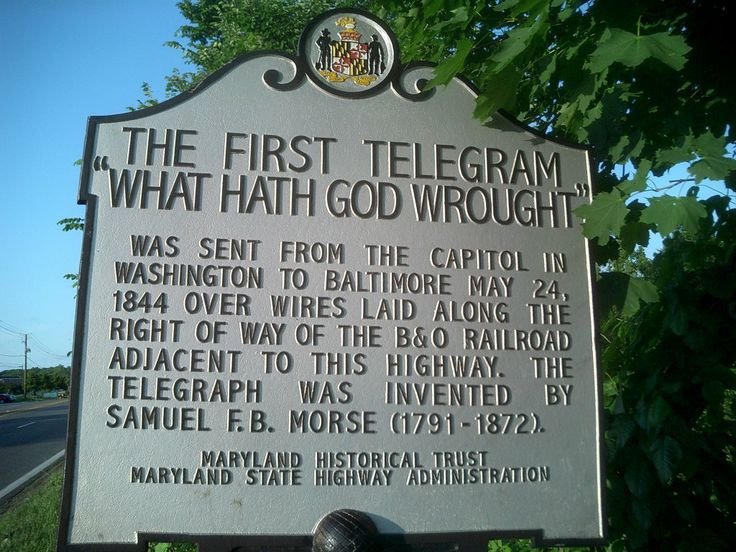 THE FIRST TELEGRAM
"WHAT HATH GOD WROUGHT"
WAS SENT FROM THE CAPITOL IN
WASHINGTON TO BALTIMORE MAY 24,
1844 OVER WIRES LAID ALONG THE
RIGHT OF WAY OF THE B&O RAILROAD
ADJACENT TO THIS HIGHWAY. THE
TELEGRAPH WAS INVENTED BY
SAMUEL F.B. MORSE (1791-1872).
MARYLAND HISTORICAL TRUST
MARYLAND STATE HIGHWAY ADMINISTRATION